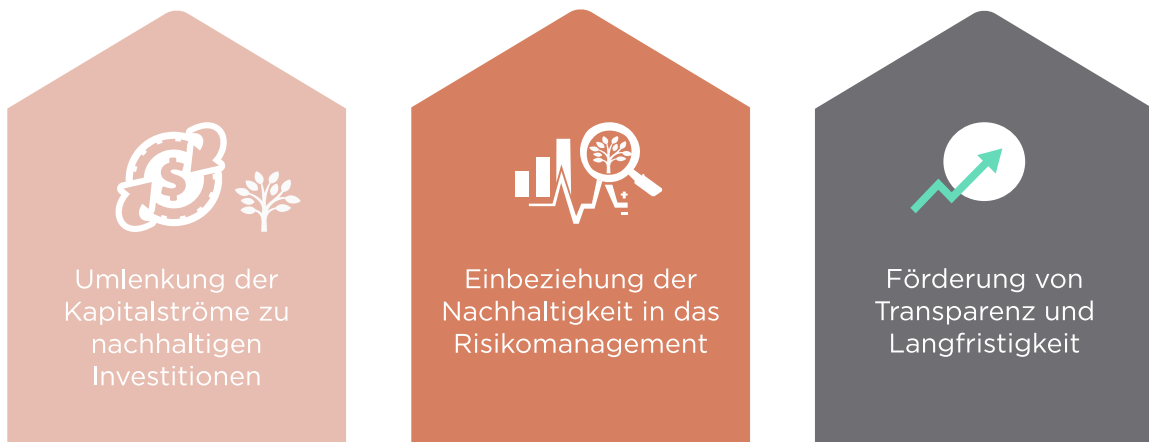 Umlenkung der
Kapitalströme zu
nachhaltigen
Investitionen
Einbeziehung der
Nachhaltigkeit in das
Risikomanagement
Förderung von
Transparenz und
Langfristigkeit